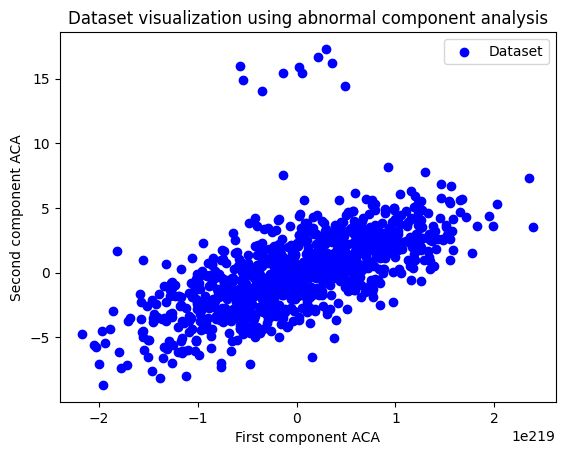 Dataset visualization using abnormal component analysis
Dataset
Second component ACA
15
10
5
0
−5
−2
−1
0
1
2
1e219
First component ACA